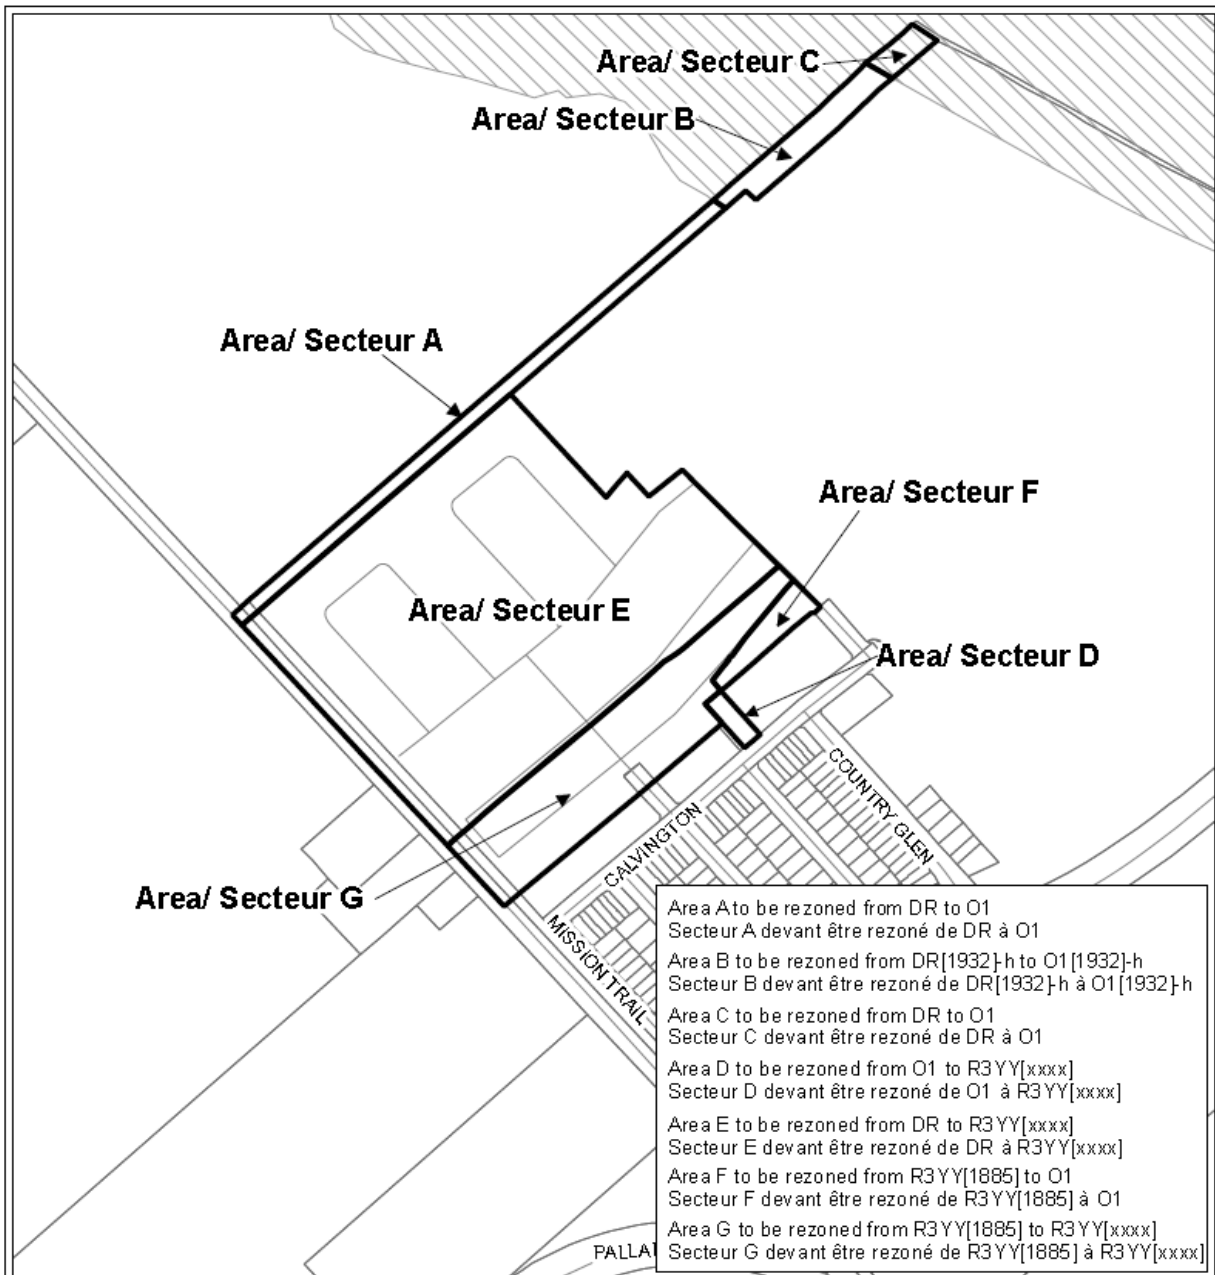 Area/ Secteur C
Area/ Secteur B
Area/ Secteur A
Area/ Secteur F
Area/ Secteur E
Area/ Secteur D
COUNTRY GLEN
CALVINGTON
Area/ Secteur G
MISSION TRAIL
Area A to be rezoned from DR to O1
Secteur A devant être rezoné de DR à O1
Area B to be rezoned from DR[1932]-h to O1[1932]-h
Secteur B devant être rezoné de DR[1932]-h à O1[1932]-h
Area C to be rezoned from DR to O1
Secteur C devant être rezoné de DR à O1
Area D to be rezoned from O1 to R3YY[xxxx]
Secteur D devant être rezoné de O1 à R3YY[xxxx]
Area E to be rezoned from DR to R3YY[xxxx]
Secteur E devant être rezoné de DR à R3YY[xxxx]
Area F to be rezoned from R3YY[1885] to O1
Secteur F devant être rezoné de R3YY[1885] à O1
Area G to be rezoned from R3YY[1885] to R3YY[xxxx]
Secteur G devant être rezoné de R3YY[1885] à R3YY[xxxx]